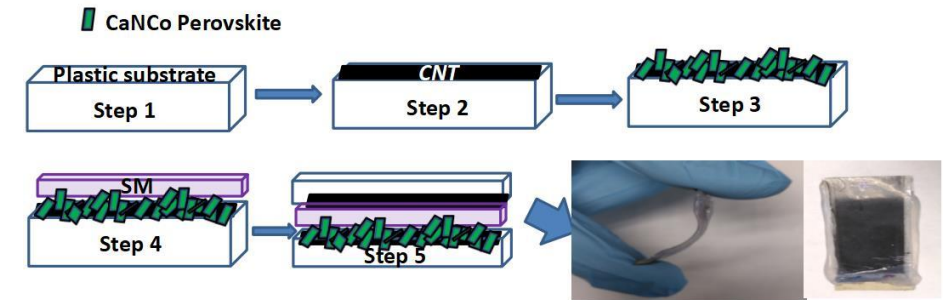 CaNCo Perovskite
Plastic substrate
Step 1
CNT
Step 2
Step 3
SM
Step 4
Step 5